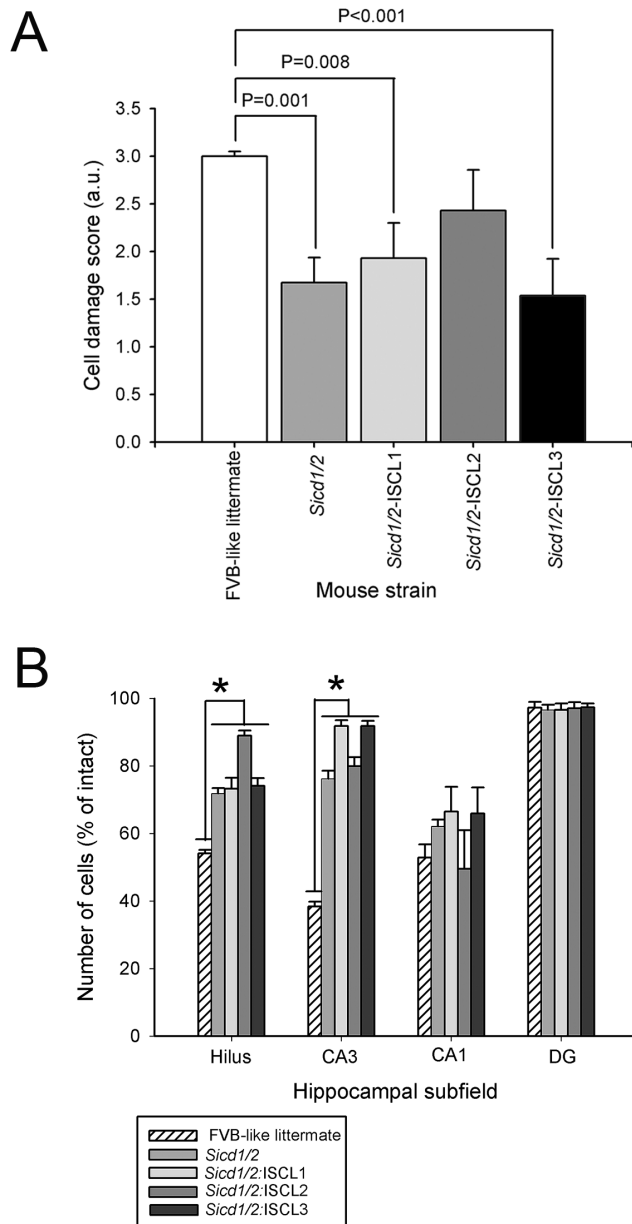 A
P<0.001
P=0.008
P=0.001
Cell damage score (a.u.)
3.5
3.0
2.5
2.0
1.5
1.0
0.5
0.0
FVB-like littermate
Sicd1/2
Sicd1/2-ISCL1
Sicd1/2-ISCL2
Sicd1/2-ISCL3
Mouse strain
B
* *
Number of cells (% of intact)
100
80
60
40
20
0
Hilus CA3 CA1 DG
Hippocampal subfield
FVB-like littermate
Sicd1/2
Sicd1/2:ISCL1
Sicd1/2:ISCL2
Sicd1/2:ISCL3